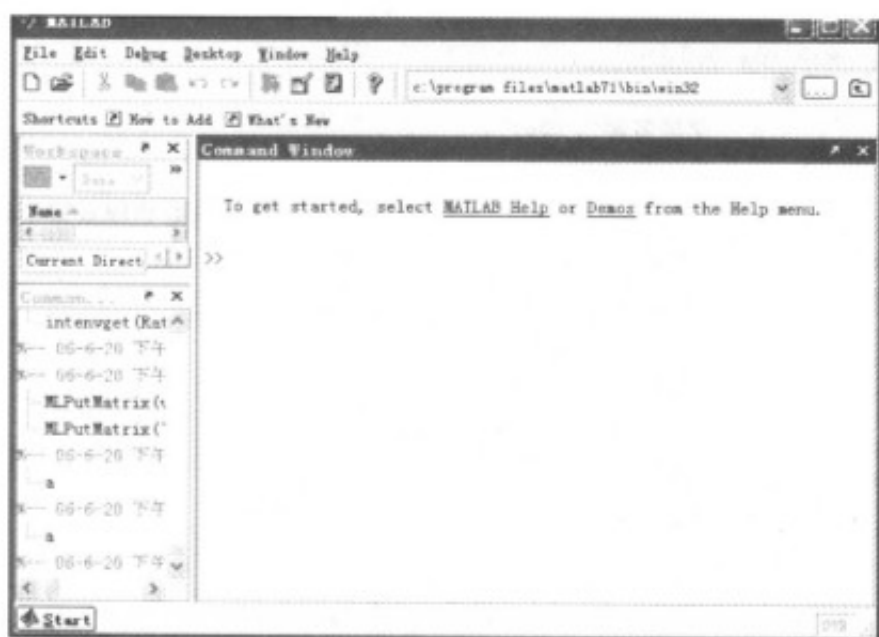 MATLAB
File Edit Debug Desktop Window Help
c:\program files\matlab71\bin\win32
Shortcuts How to Add What's New
Workspace
Name
Current Direct
Command Window
To get started, select MATLAB Help or Demos from the Help menu.
>>
intenvget(Rat
%-- 06-6-20 下午
%-- 06-6-20 下午
MLPutMatrix(
MLPutMatrix('
%-- 06-6-20 下午
a
%-- 06-6-20 下午
a
%-- 06-6-20 下午
Start